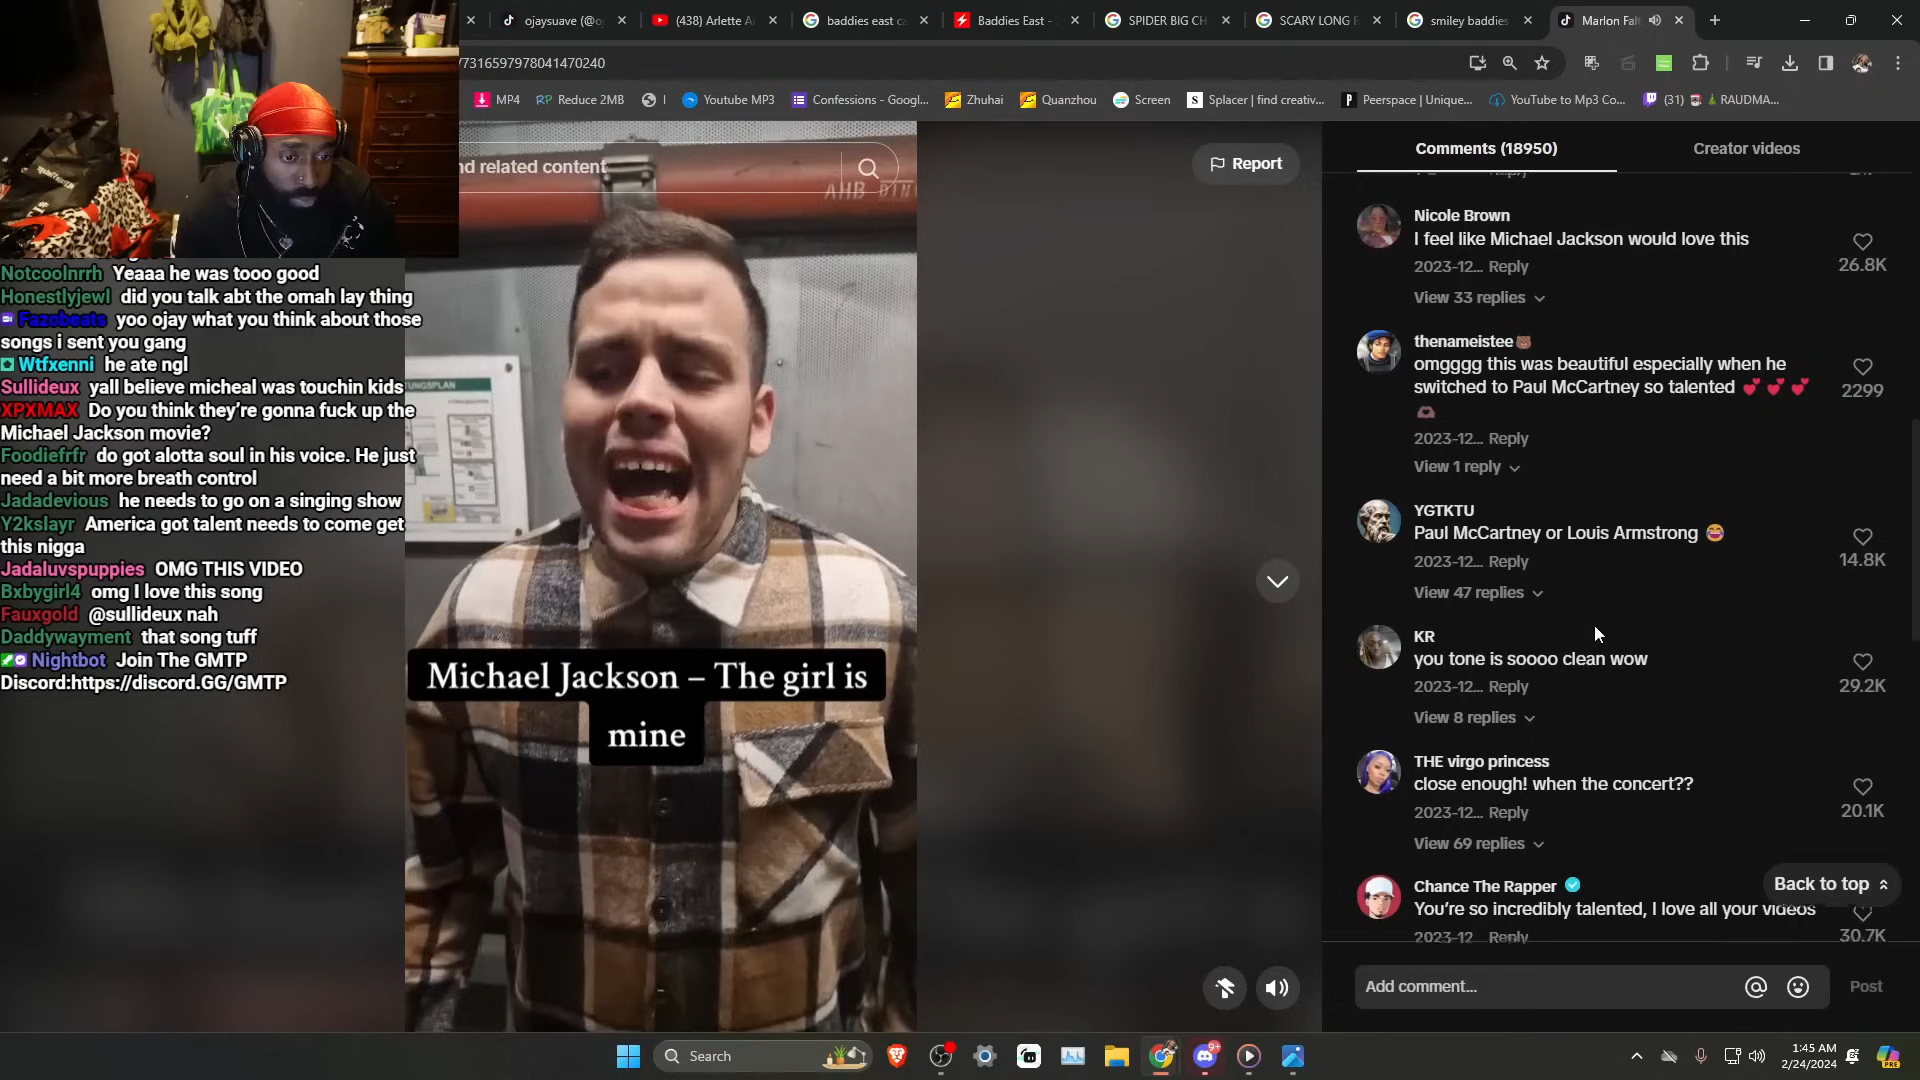 ojaysuave (@o
(438) Arlette A
baddies east c
Baddies East -
SPIDER BIG CH
SCARY LONG
smiley baddies
Marlon Fal
/7316597978041470240
MP4
RP Reduce 2MB
Youtube MP3
Confessions - Googl...
Zhuhai
Quanzhou
Screen
S Splacer | find creativ...
Peerspace | Unique...
YouTube to Mp3 Co...
(31) RAUDMA...
nd related content
Report
Comments (18950)
Creator videos
Nicole Brown
I feel like Michael Jackson would love this
2023-12... Reply
26.8K
View 33 replies
thenameistee🐻
omgggg this was beautiful especially when he
switched to Paul McCartney so talented 💕 💕 💕
2299
2023-12... Reply
View 1 reply
YGTKTU
Paul McCartney or Louis Armstrong 😂
2023-12... Reply
14.8K
View 47 replies
KR
you tone is soooo clean wow
2023-12... Reply
29.2K
View 8 replies
THE virgo princess
close enough! when the concert??
2023-12... Reply
20.1K
View 69 replies
Chance The Rapper
You're so incredibly talented, I love all your videos
2023-12 Reply
30.7K
Back to top
Add comment...
Post
Notcoolnrrh Yeaaa he was tooo good
Honestlyjewl did you talk abt the omah lay thing
Fazobeats yoo ojay what you think about those
songs i sent you gang
Wtfxenni he ate ngl
Sullideux yall believe micheal was touchin kids
XPXMAX Do you think they're gonna fuck up the
Michael Jackson movie?
Foodiefrfr do got alotta soul in his voice. He just
need a bit more breath control
Jadadevious he needs to go on a singing show
Y2kslayr America got talent needs to come get
this nigga
Jadaluvspuppies OMG THIS VIDEO
Bxbygirl4 omg I love this song
Fauxgold @sullideux nah
Daddywayment that song tuff
Nightbot Join The GMTP
Discord:https://discord.GG/GMTP
TUNGSPLAN
Michael Jackson – The girl is
mine
Search
9+
1:45 AM
2/24/2024
PRE